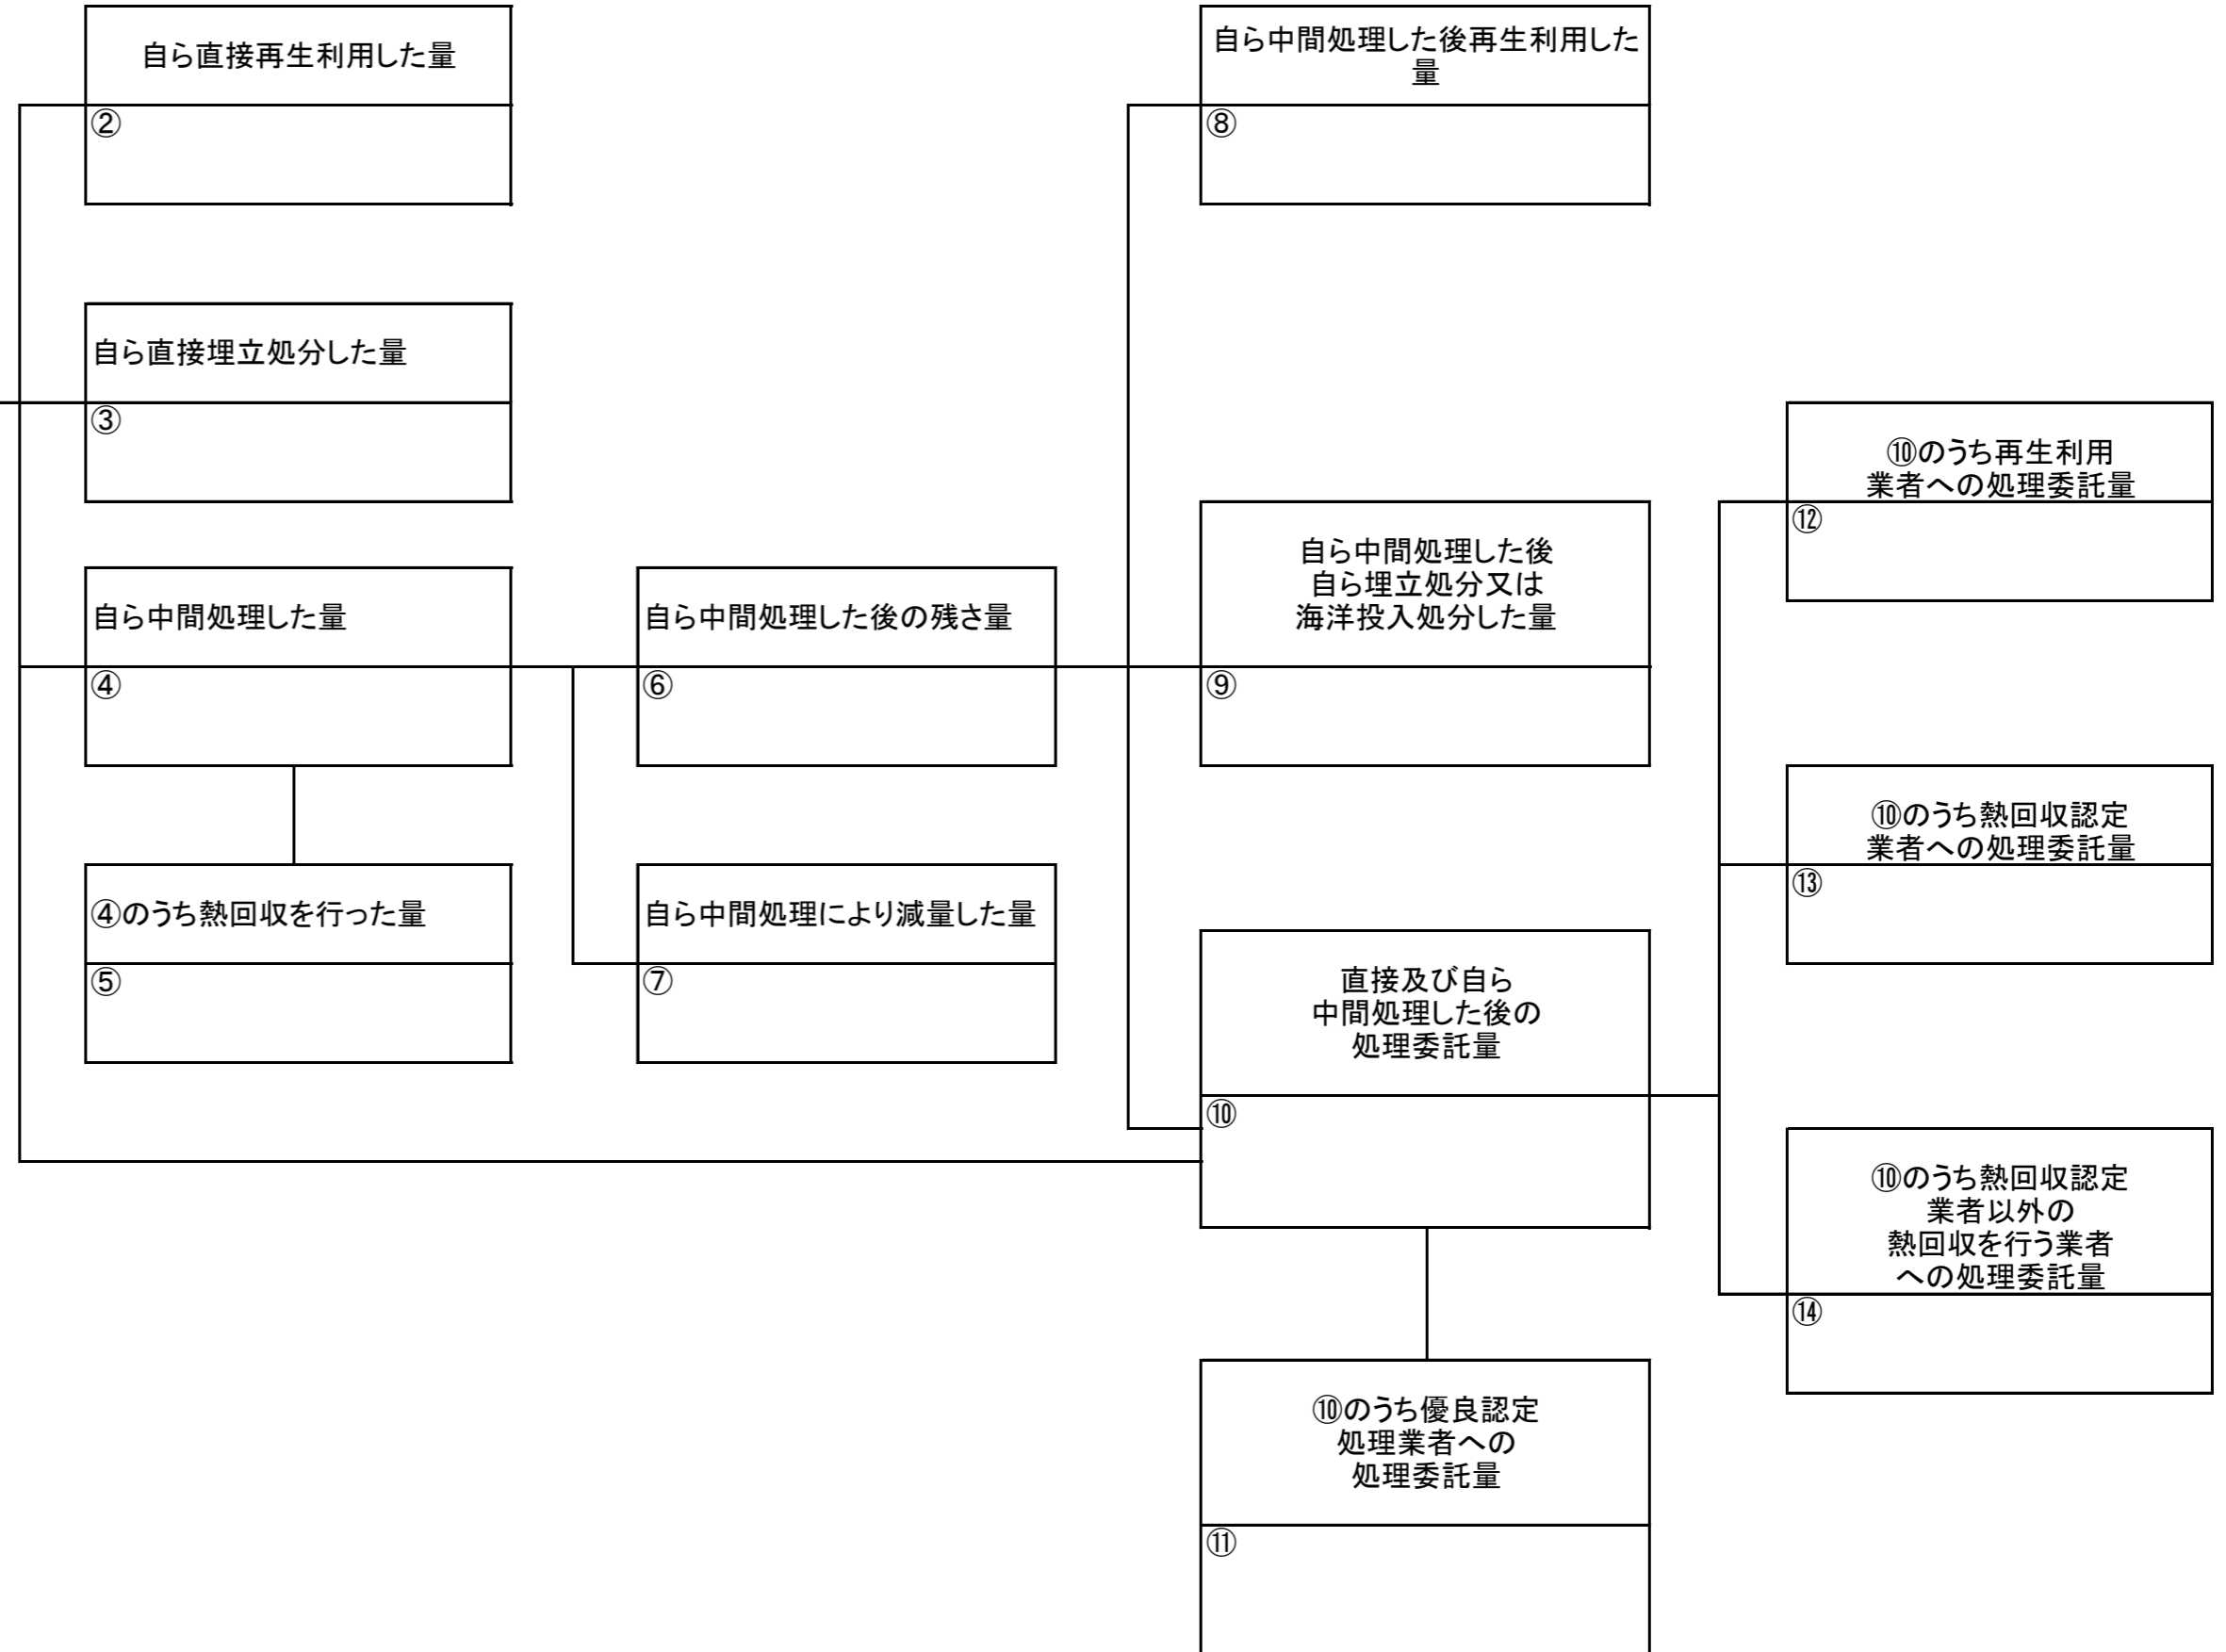 自ら直接再生利用した量
②
自ら直接埋立処分した量
③
自ら中間処理した量
④
④のうち熱回収を行った量
⑤
自ら中間処理した後の残さ量
⑥
自ら中間処理により減量した量
⑦
自ら中間処理した後再生利用した
量
⑧
自ら中間処理した後
自ら埋立処分又は
海洋投入処分した量
⑨
直接及び自ら
中間処理した後の
処理委託量
⑩
⑩のうち優良認定
処理業者への
処理委託量
⑪
⑩のうち再生利用
業者への処理委託量
⑫
⑩のうち熱回収認定
業者への処理委託量
⑬
⑩のうち熱回収認定
業者以外の
熱回収を行う業者
への処理委託量
⑭